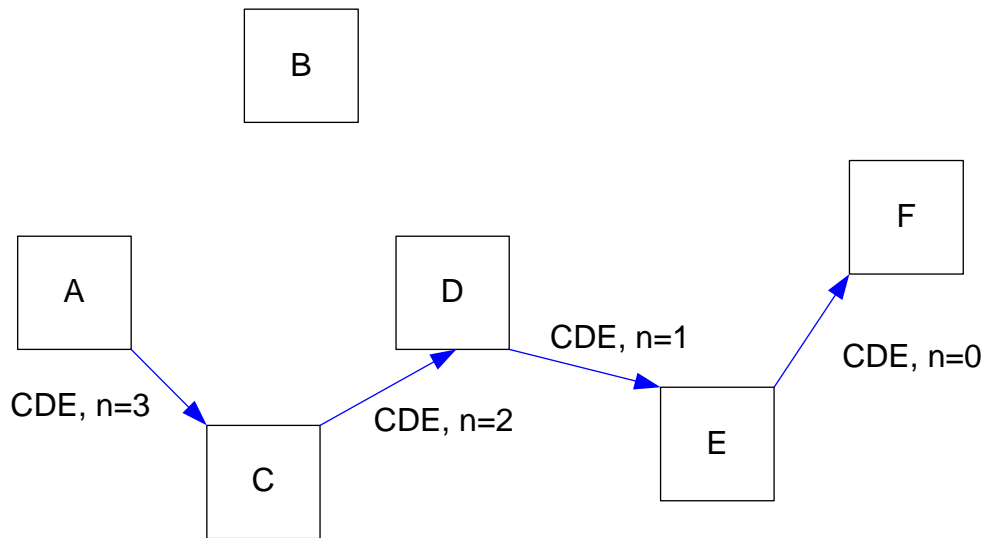 B
F
A
D
CDE, n=1
CDE, n=0
CDE, n=3
CDE, n=2
E
C